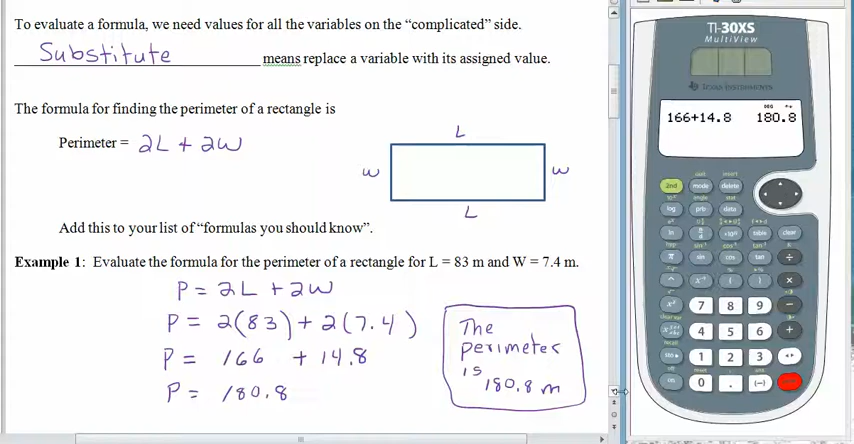 To evaluate a formula, we need values for all the variables on the “complicated” side.
Substitute means replace a variable with its assigned value.
The formula for finding the perimeter of a rectangle is
Perimeter = 2L + 2W
L
W
W
L
Add this to your list of “formulas you should know”.
Example 1: Evaluate the formula for the perimeter of a rectangle for L = 83 m and W = 7.4 m.
P = 2L + 2W
P = 2(83) + 2(7.4)
P = 166 + 14.8
P = 180.8
The
perimeter
is
180.8 m
TI-30XS
MultiView
TEXAS INSTRUMENTS
DEG
166+14.8 180.8
2nd mode delete
log prb data
ln table clear
π sin cos tan ÷
( ) ×
7 8 9 −
4 5 6 +
1 2 3
0 . (−)